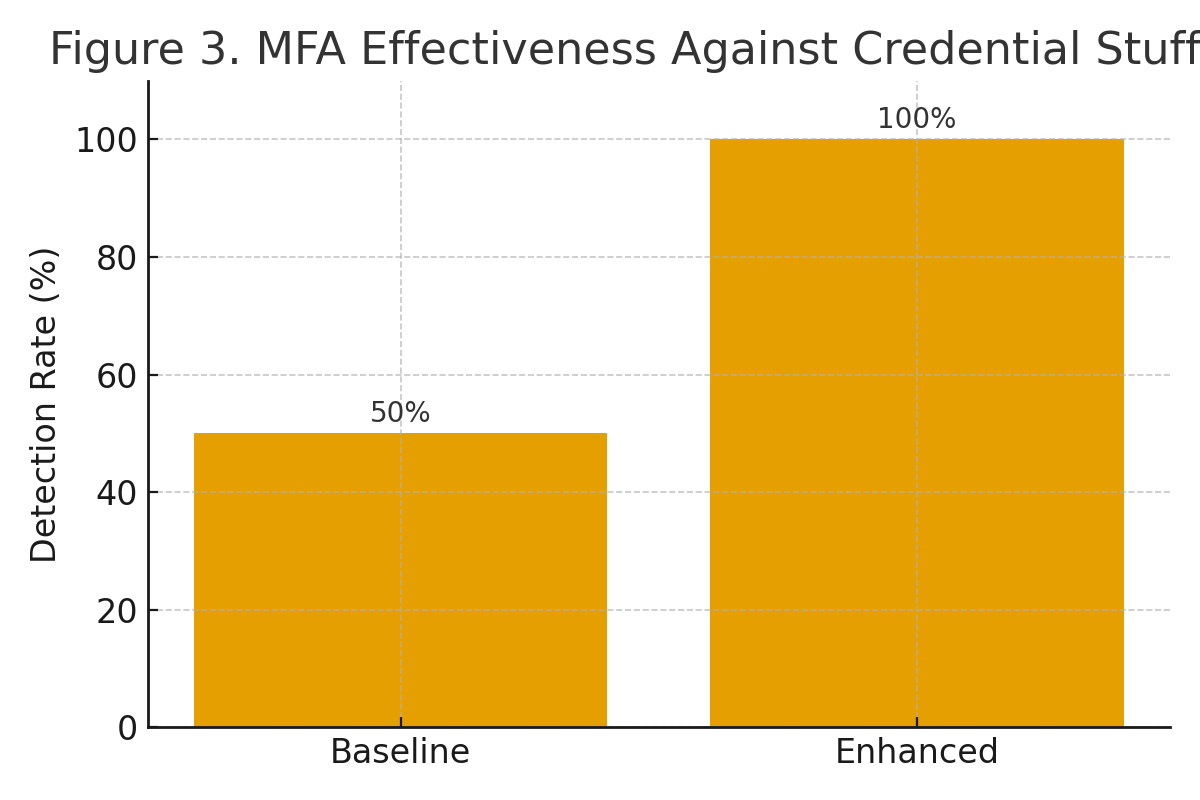 Figure 3. MFA Effectiveness Against Credential Stuff
100%
100
80
60
50%
40
20
0
Detection Rate (%)
Baseline
Enhanced